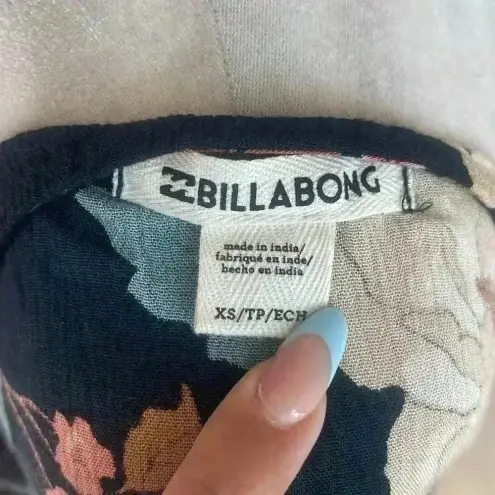 BILLABONG
made in india/
fabriqué en inde/
hecho en india
XS/TP/ECH